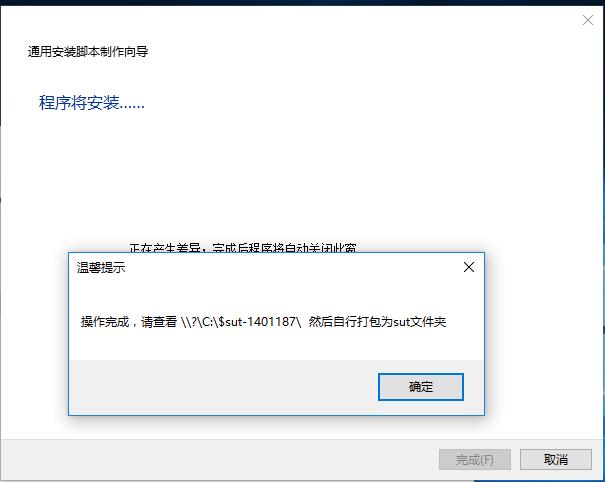 通用安装脚本制作向导
程序将安装......
正在产生差异，完成后程序将自动关闭此窗
温馨提示
操作完成，请查看 \\?\C:\$sut-1401187\ 然后自行打包为sut文件夹
确定
完成(F)
取消